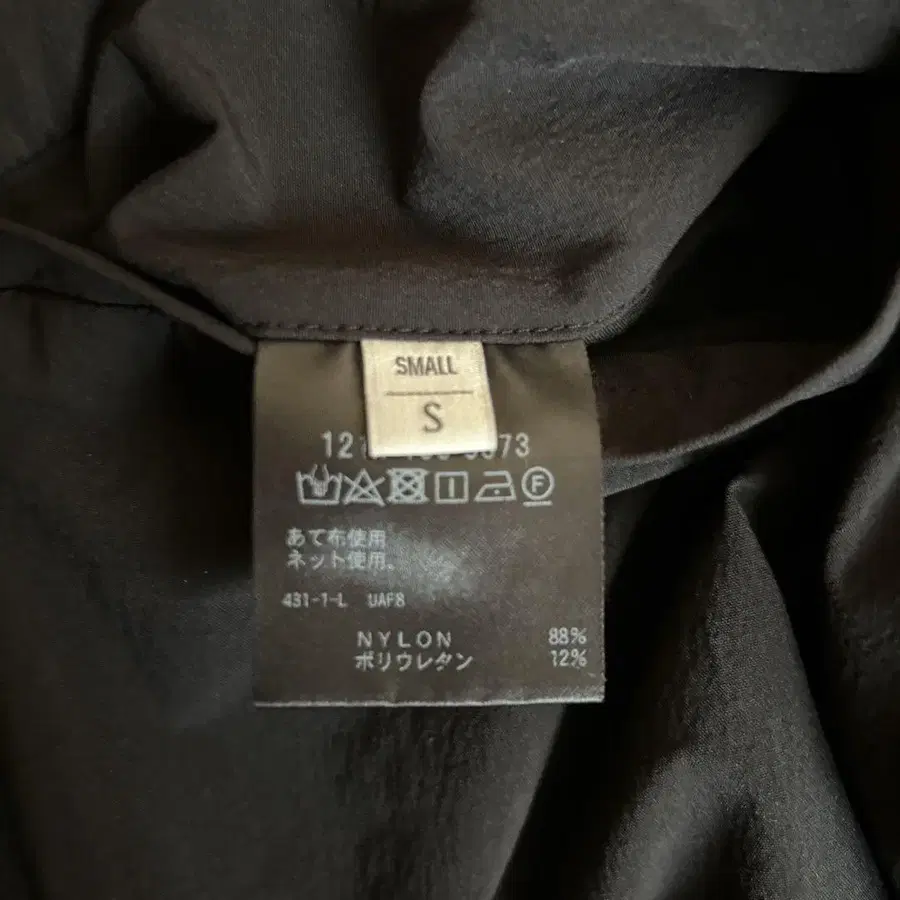 SMALL
S
あて布使用
ネット使用。
431-1-L UAF8
NYLON 88%
ポリウレタン 12%